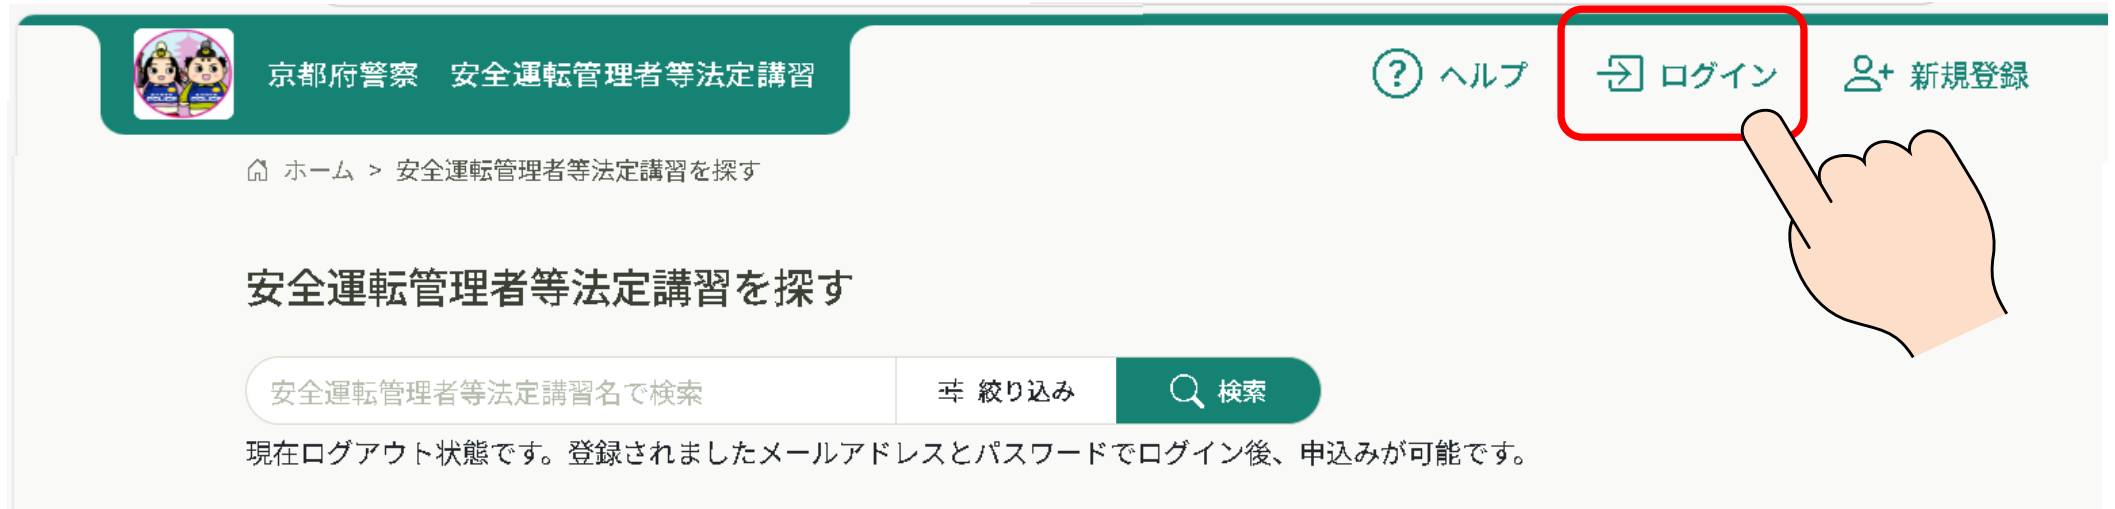 京都府警察 安全運転管理者等法定講習
ヘルプ
ログイン
新規登録
ホーム > 安全運転管理者等法定講習を探す
安全運転管理者等法定講習を探す
安全運転管理者等法定講習名で検索
絞り込み
検索
現在ログアウト状態です。登録されましたメールアドレスとパスワードでログイン後、申込みが可能です。